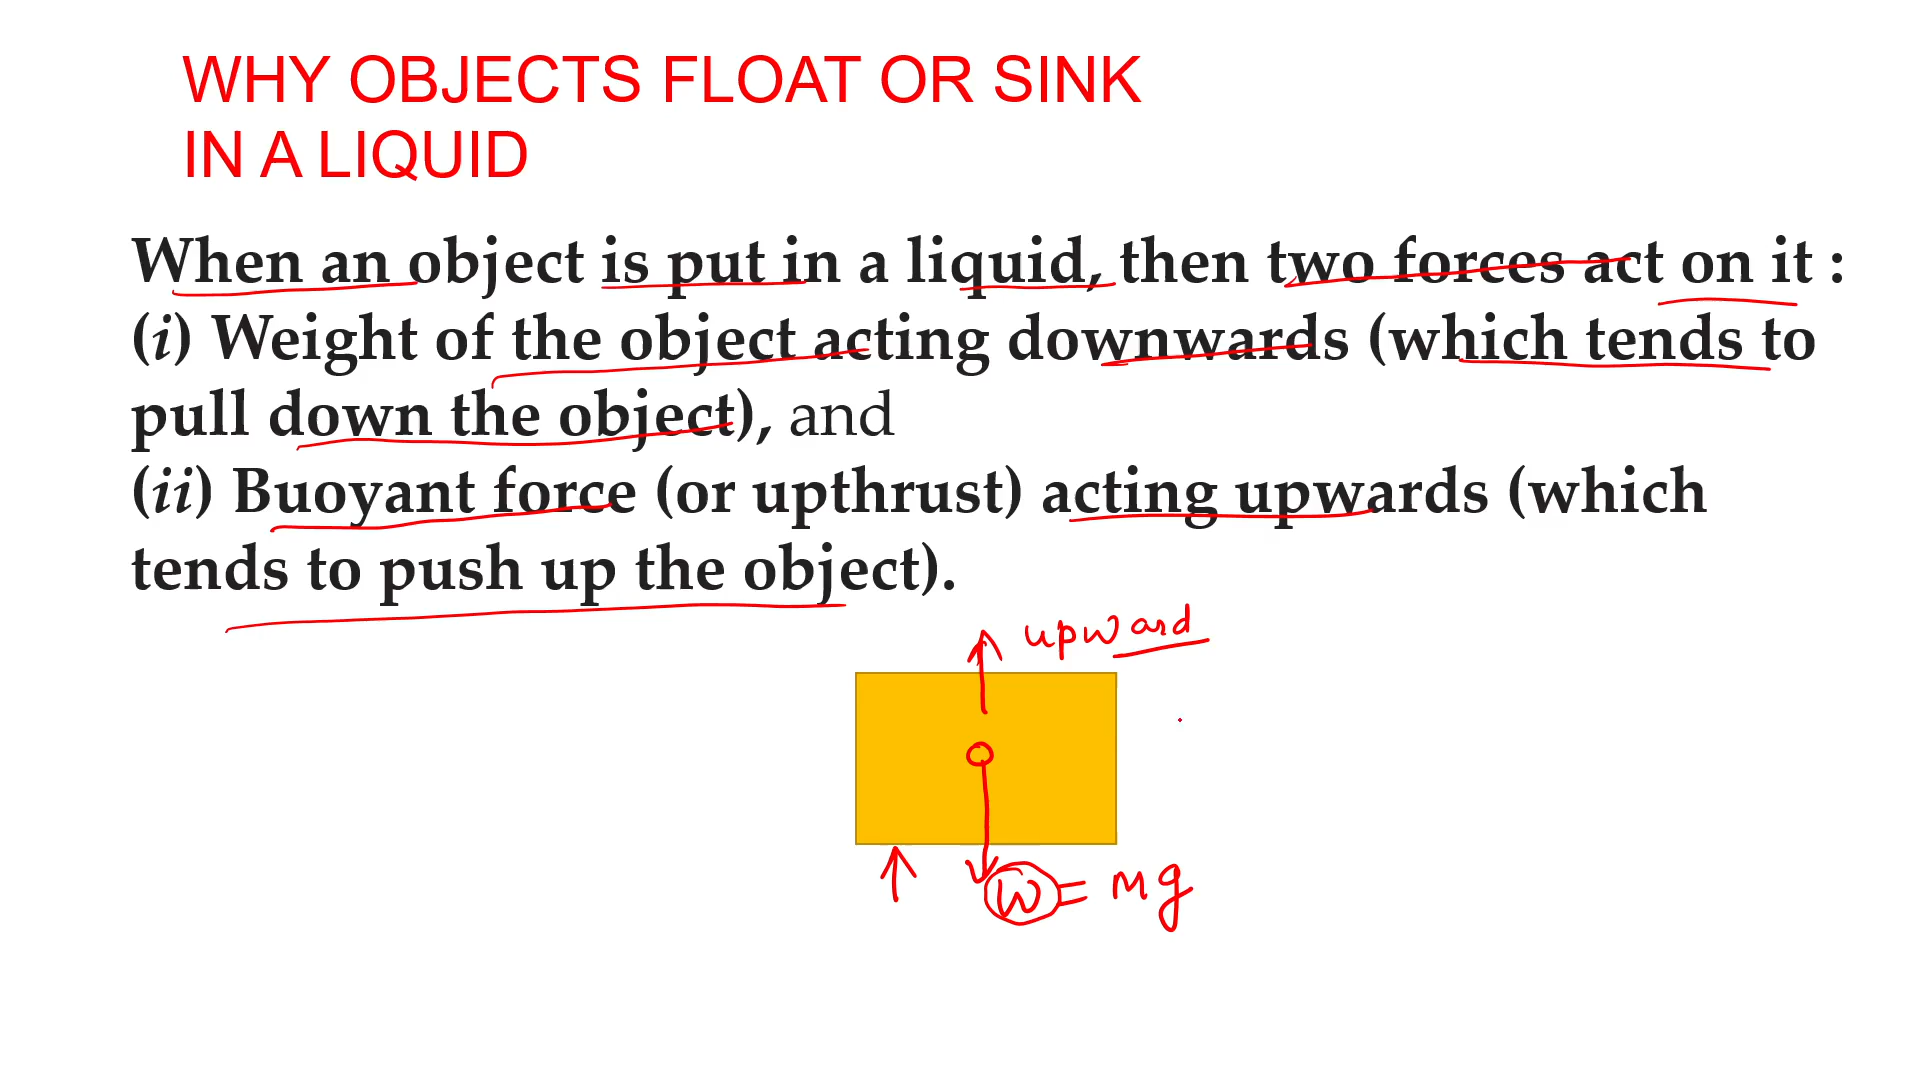 WHY OBJECTS FLOAT OR SINK
IN A LIQUID
When an object is put in a liquid, then two forces act on it :
(i) Weight of the object acting downwards (which tends to
pull down the object), and
(ii) Buoyant force (or upthrust) acting upwards (which
tends to push up the object).
upward
W = mg